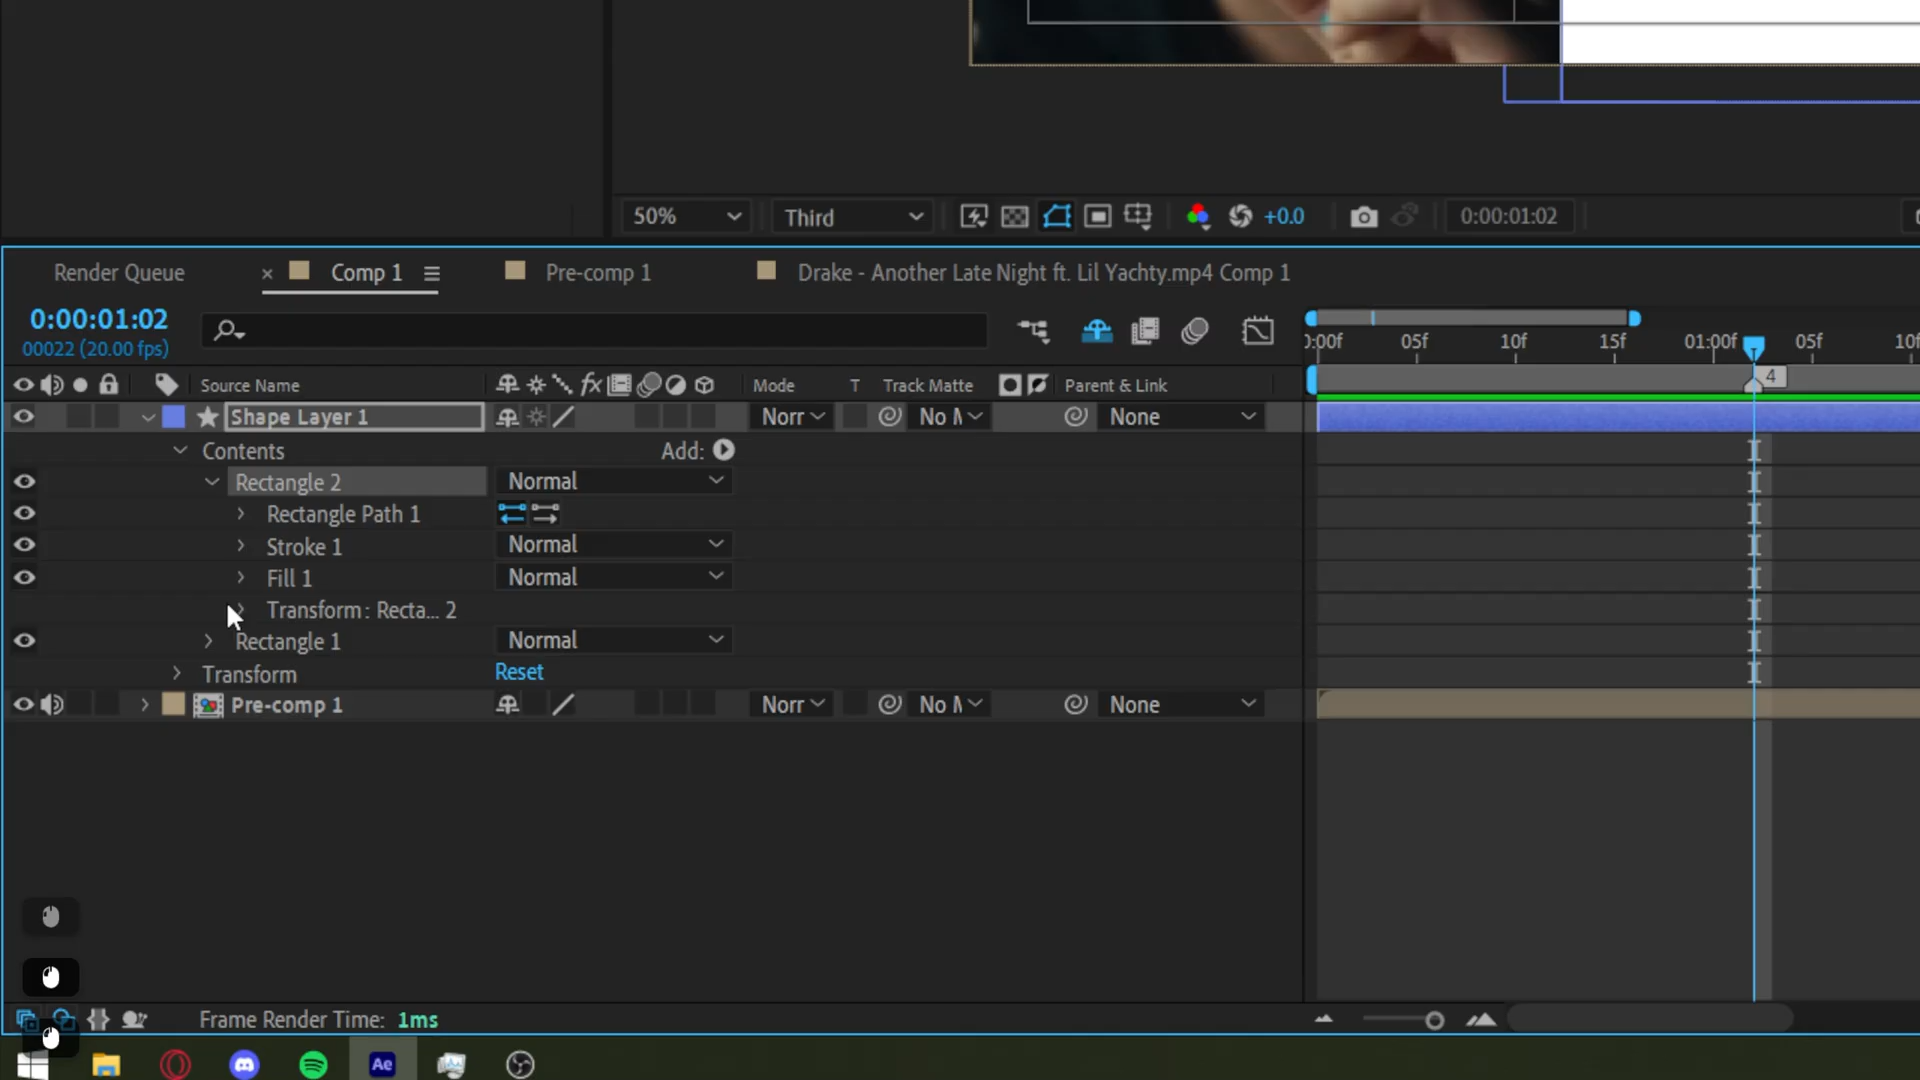 50% Third +0.0 0:00:01:02
Render Queue × Comp 1 Pre-comp 1 Drake - Another Late Night ft. Lil Yachty.mp4 Comp 1
0:00:01:02
00022 (20.00 fps)
0:00f 05f 10f 15f 01:00f 05f 10f
4
Source Name fx Mode T Track Matte Parent & Link
Shape Layer 1 Norr No M None
Contents Add:
Rectangle 2 Normal
Rectangle Path 1
Stroke 1 Normal
Fill 1 Normal
Transform: Recta... 2
Rectangle 1 Normal
Transform Reset
Pre-comp 1 Norr No M None
Frame Render Time: 1ms
Ae